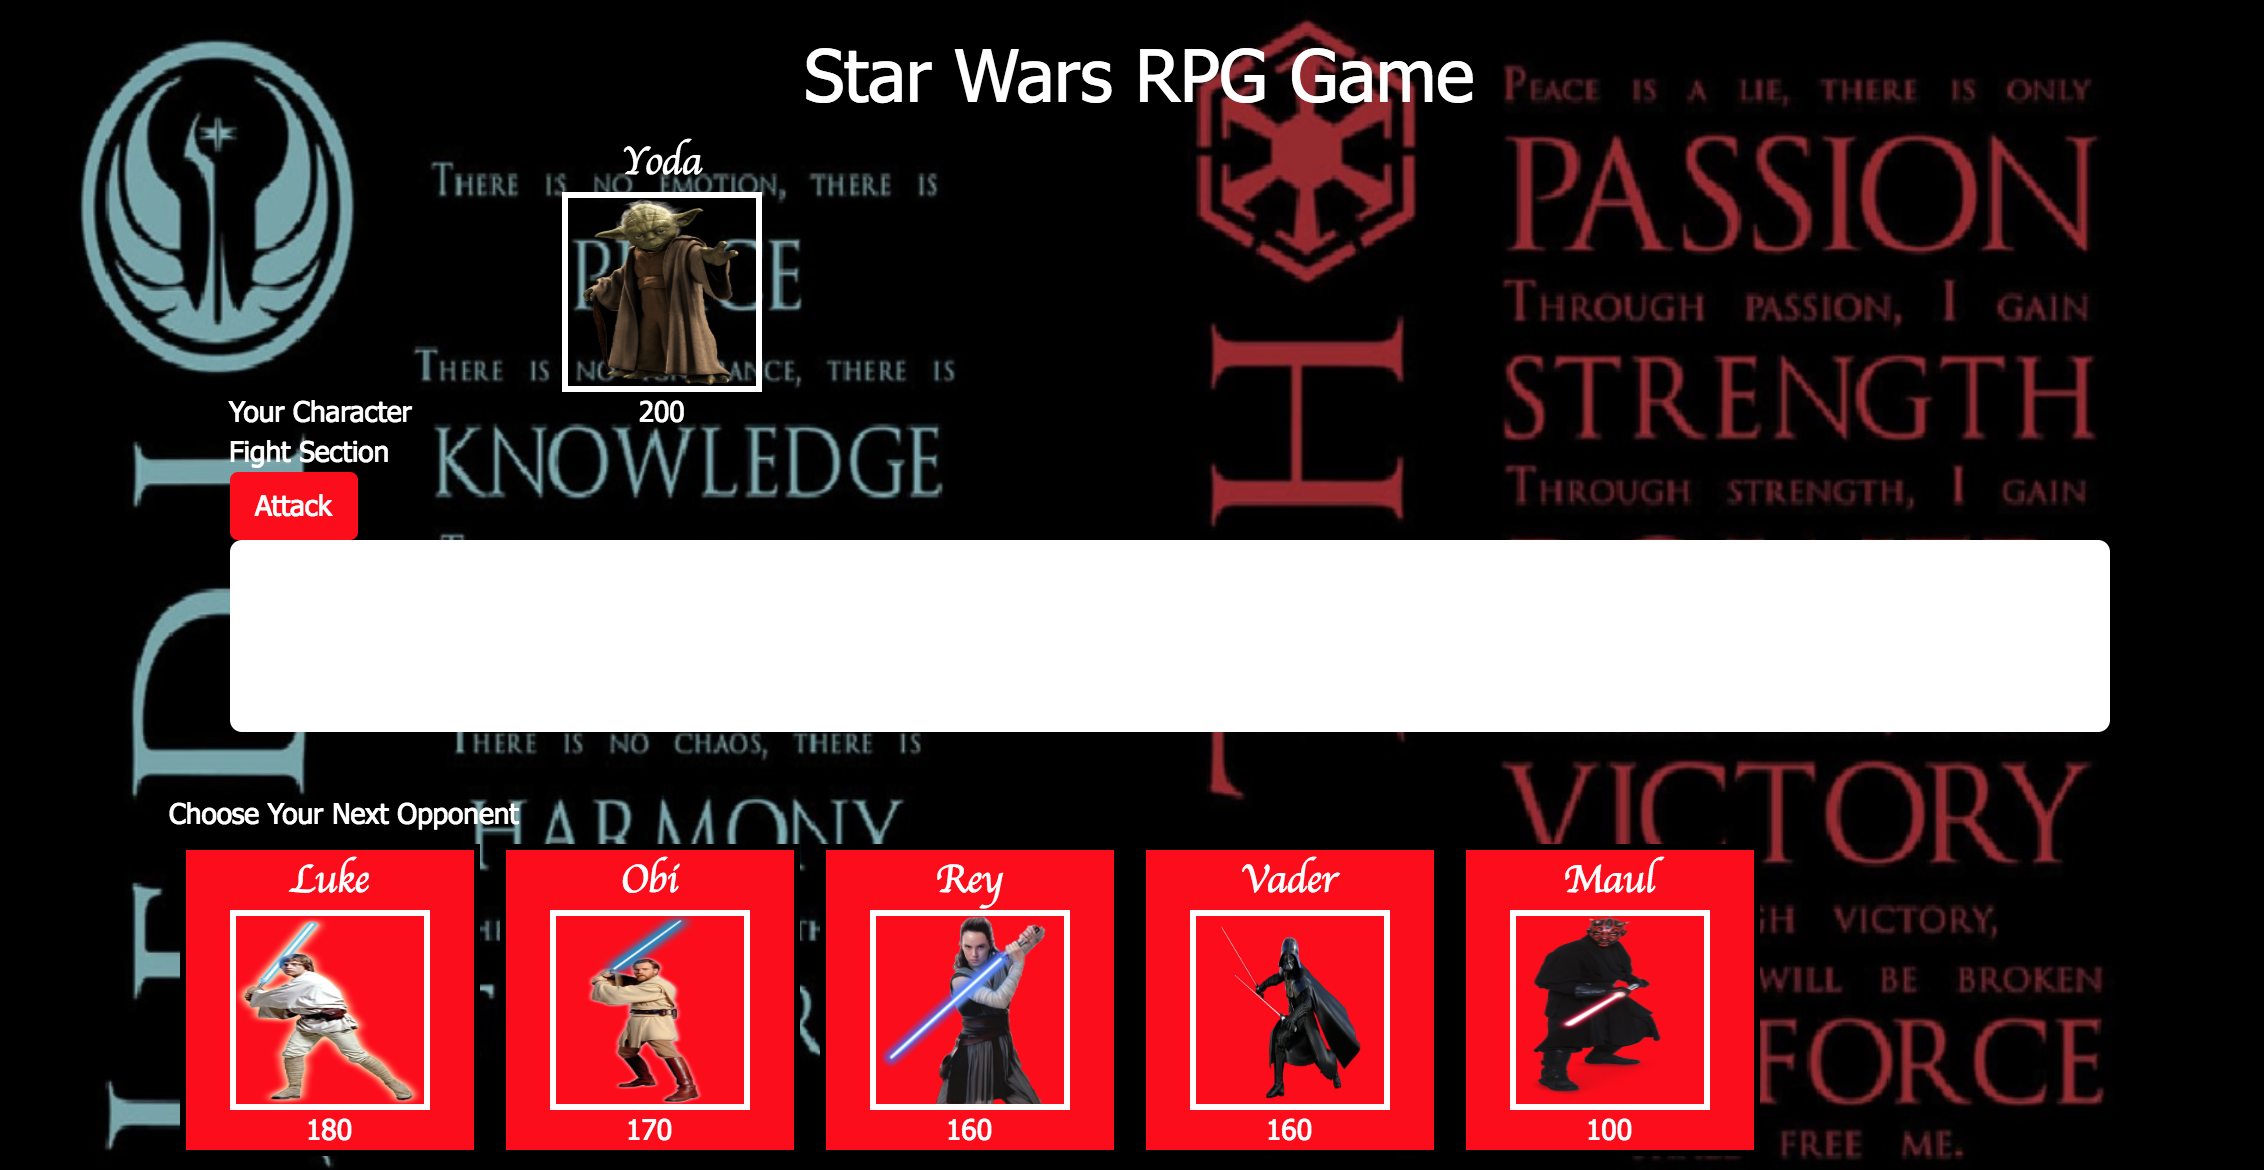 Star Wars RPG Game
PEACE IS A LIE, THERE IS ONLY
PASSION
THROUGH PASSION, I GAIN
STRENGTH
THROUGH STRENGTH, I GAIN
VICTORY
VICTORY,
WILL BE BROKEN
FORCE
FREE ME.
Yoda
THERE IS NO EMOTION, THERE IS
THERE IS NO THERE IS
KNOWLEDGE
200
Your Character
Fight Section
Attack
THERE IS NO CHAOS, THERE IS
HARMONY
Choose Your Next Opponent
Luke
180
Obi
170
Rey
160
Vader
160
Maul
100